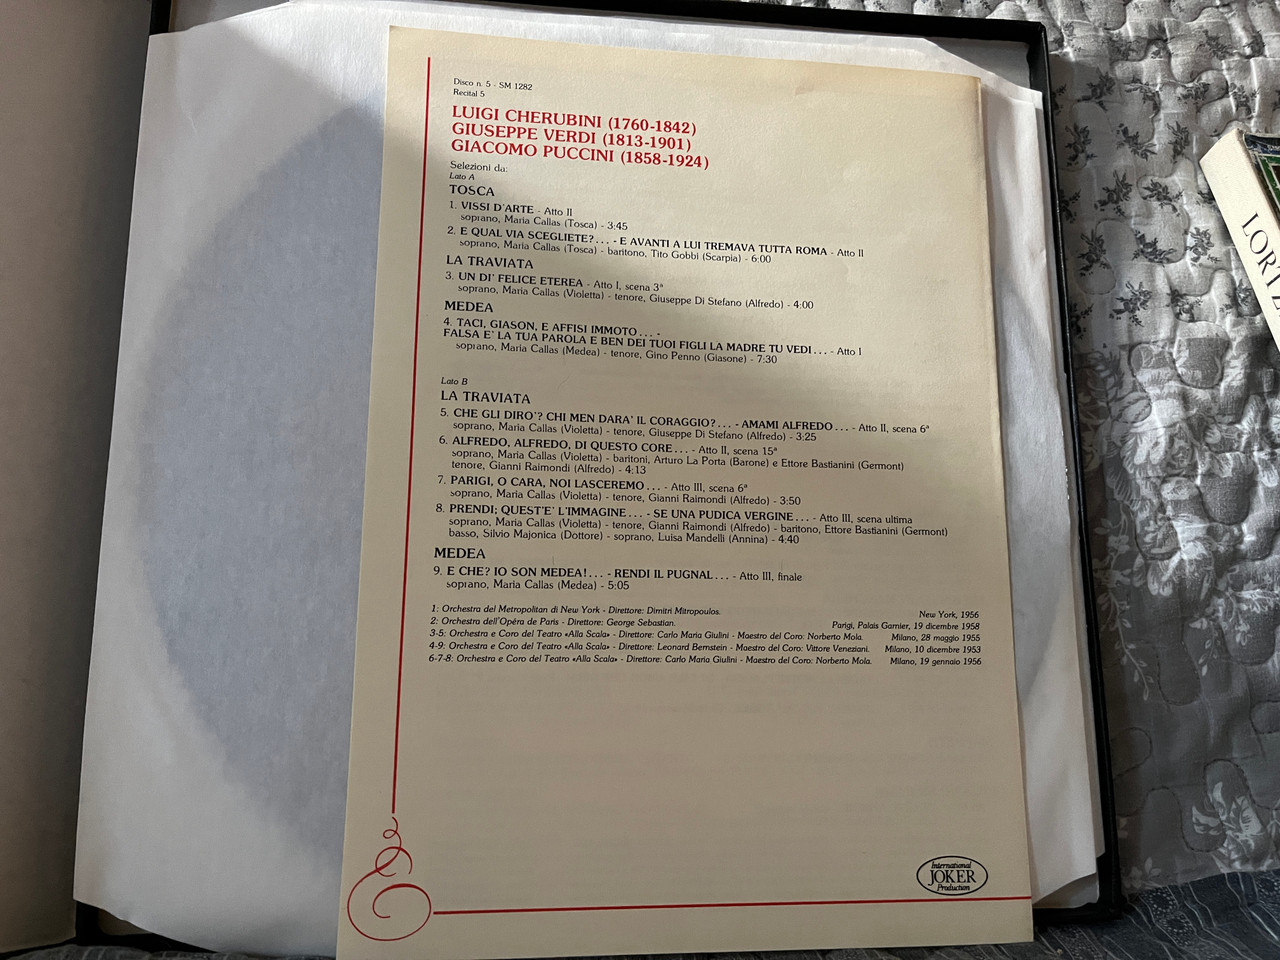 Disco n. 5 - SM 1282
Recital 5
LUIGI CHERUBINI (1760-1842)
GIUSEPPE VERDI (1813-1901)
GIACOMO PUCCINI (1858-1924)
Selezioni da:
Lato A
TOSCA
1. VISSI D'ARTE - Atto II
soprano, Maria Callas (Tosca) - 3:45
2. E QUAL VIA SCEGLIETE?... - E AVANTI A LUI TREMAVA TUTTA ROMA - Atto II
soprano, Maria Callas (Tosca) - baritono, Tito Gobbi (Scarpia) - 6:00
LA TRAVIATA
3. UN DI' FELICE ETEREA - Atto I, scena 3ª
soprano, Maria Callas (Violetta) - tenore, Giuseppe Di Stefano (Alfredo) - 4:00
MEDEA
4. TACI, GIASON, E AFFISI IMMOTO... -
FALSA E' LA TUA PAROLA E BEN DEI TUOI FIGLI LA MADRE TU VEDI... - Atto I
soprano, Maria Callas (Medea) - tenore, Gino Penno (Giasone) - 7:30
Lato B
LA TRAVIATA
5. CHE GLI DIRO'? CHI MEN DARA' IL CORAGGIO?... - AMAMI ALFREDO... - Atto II, scena 6ª
soprano, Maria Callas (Violetta) - tenore, Giuseppe Di Stefano (Alfredo) - 3:25
6. ALFREDO, ALFREDO, DI QUESTO CORE... - Atto II, scena 15ª
soprano, Maria Callas (Violetta) - baritoni, Arturo La Porta (Barone) e Ettore Bastianini (Germont)
tenore, Gianni Raimondi (Alfredo) - 4:13
7. PARIGI, O CARA, NOI LASCEREMO... - Atto III, scena 6ª
soprano, Maria Callas (Violetta) - tenore, Gianni Raimondi (Alfredo) - 3:50
8. PRENDI; QUEST'E' L'IMMAGINE... - SE UNA PUDICA VERGINE... - Atto III, scena ultima
soprano, Maria Callas (Violetta) - tenore, Gianni Raimondi (Alfredo) - baritono, Ettore Bastianini (Germont)
basso, Silvio Majonica (Dottore) - soprano, Luisa Mandelli (Annina) - 4:40
MEDEA
9. E CHE? IO SON MEDEA!... - RENDI IL PUGNAL... - Atto III, finale
soprano, Maria Callas (Medea) - 5:05
1: Orchestra del Metropolitan di New York - Direttore: Dimitri Mitropoulos. New York, 1956
2: Orchestra dell'Opéra de Paris - Direttore: George Sebastian. Parigi, Palais Garnier, 19 dicembre 1958
3-5: Orchestra e Coro del Teatro «Alla Scala» - Direttore: Carlo Maria Giulini - Maestro del Coro: Norberto Mola. Milano, 28 maggio 1955
4-9: Orchestra e Coro del Teatro «Alla Scala» - Direttore: Leonard Bernstein - Maestro del Coro: Vittore Veneziani. Milano, 10 dicembre 1953
6-7-8: Orchestra e Coro del Teatro «Alla Scala» - Direttore: Carlo Maria Giulini - Maestro del Coro: Norberto Mola. Milano, 19 gennaio 1956
International
JOKER
Production